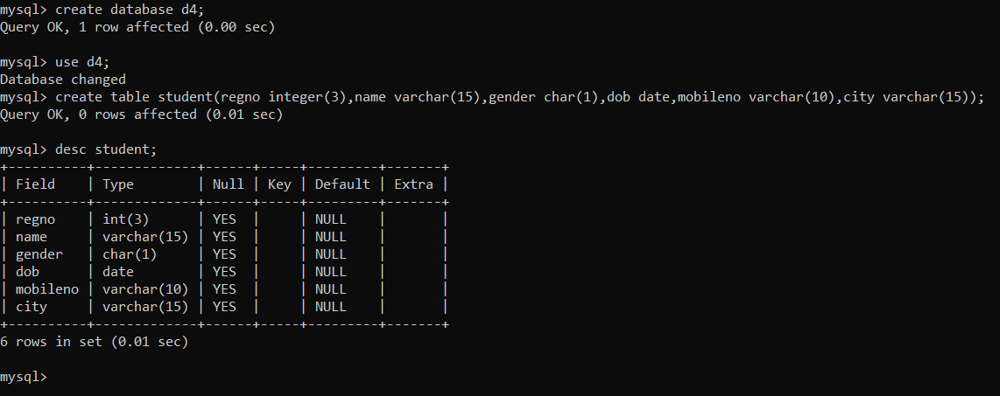 mysql> create database d4;
Query OK, 1 row affected (0.00 sec)

mysql> use d4;
Database changed
mysql> create table student(regno integer(3),name varchar(15),gender char(1),dob date,mobileno varchar(10),city varchar(15));
Query OK, 0 rows affected (0.01 sec)

mysql> desc student;
+----------+-------------+------+-----+---------+-------+
| Field    | Type        | Null | Key | Default | Extra |
+----------+-------------+------+-----+---------+-------+
| regno    | int(3)      | YES  |     | NULL    |       |
| name     | varchar(15) | YES  |     | NULL    |       |
| gender   | char(1)     | YES  |     | NULL    |       |
| dob      | date        | YES  |     | NULL    |       |
| mobileno | varchar(10) | YES  |     | NULL    |       |
| city     | varchar(15) | YES  |     | NULL    |       |
+----------+-------------+------+-----+---------+-------+
6 rows in set (0.01 sec)

mysql>